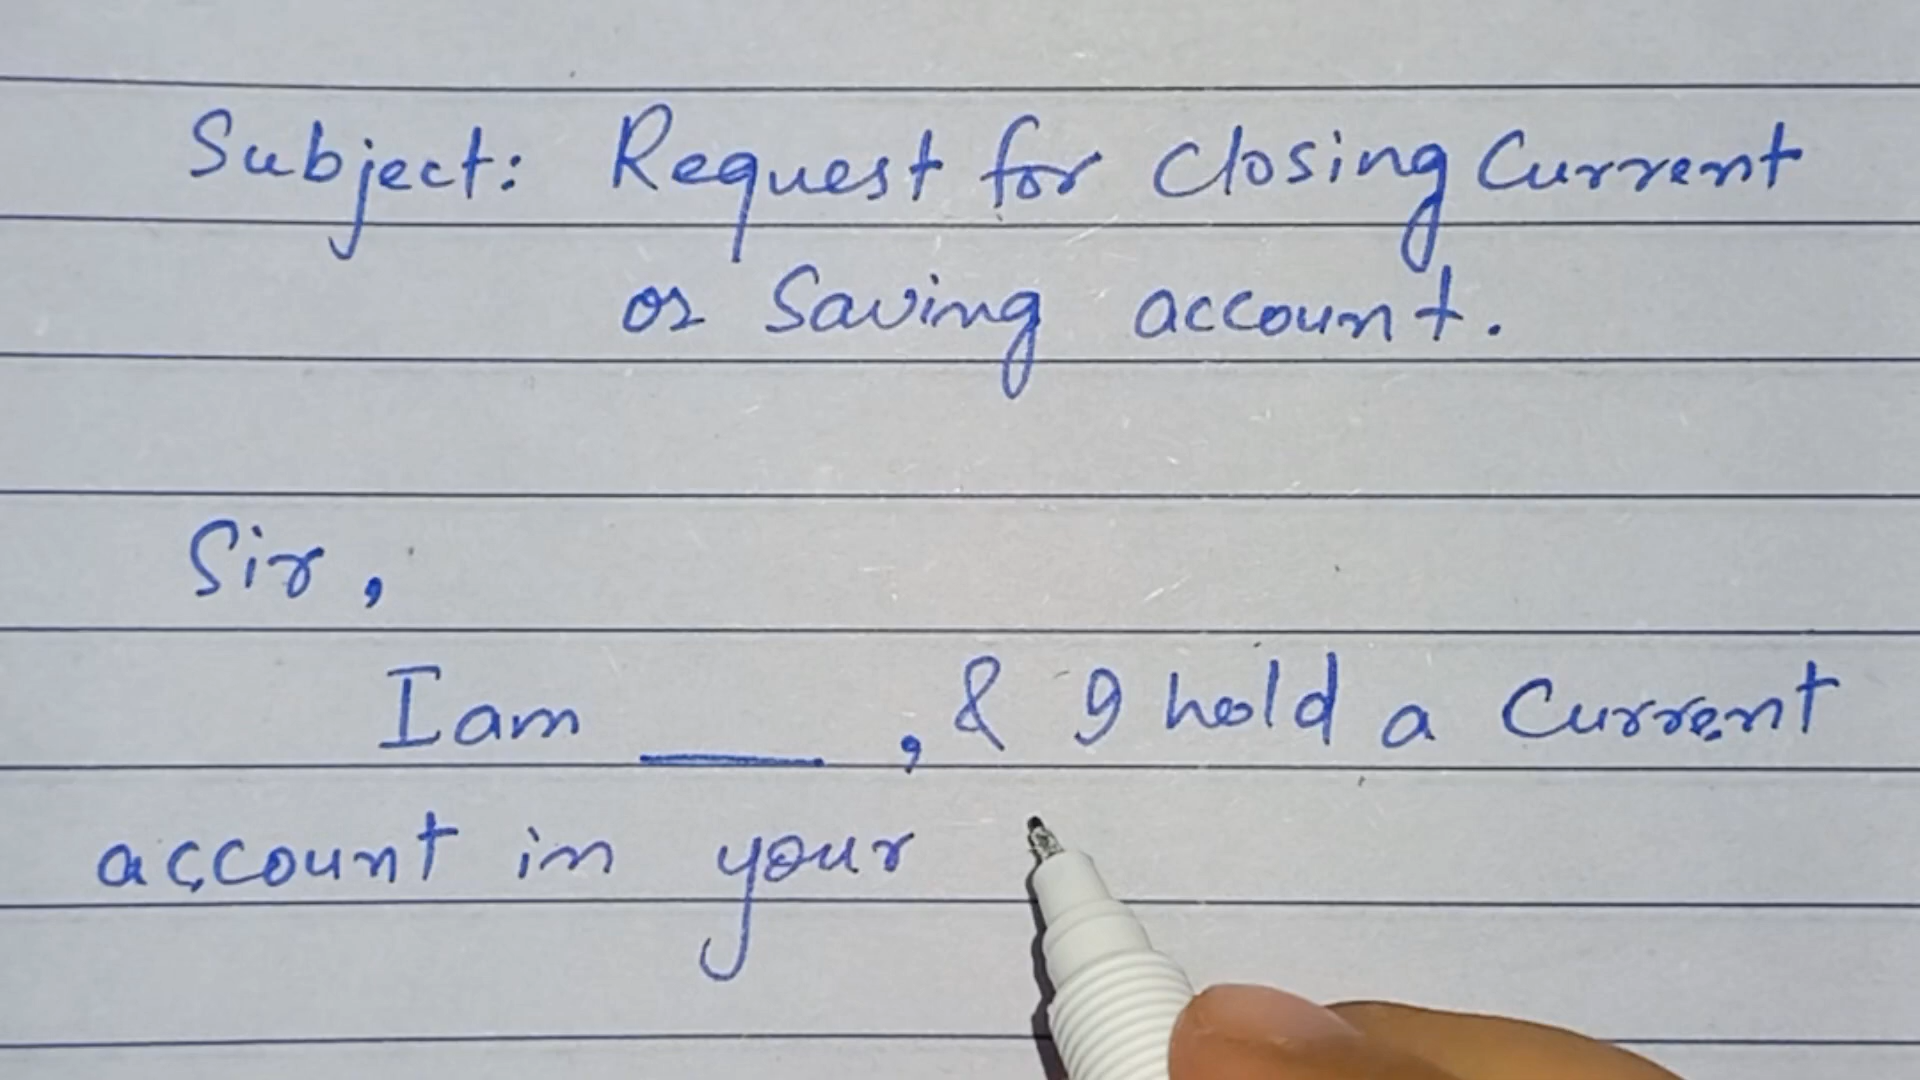 Subject: Request for closing Current
or Saving account.
Sir,
I am ____ , & I hold a Current
account in your